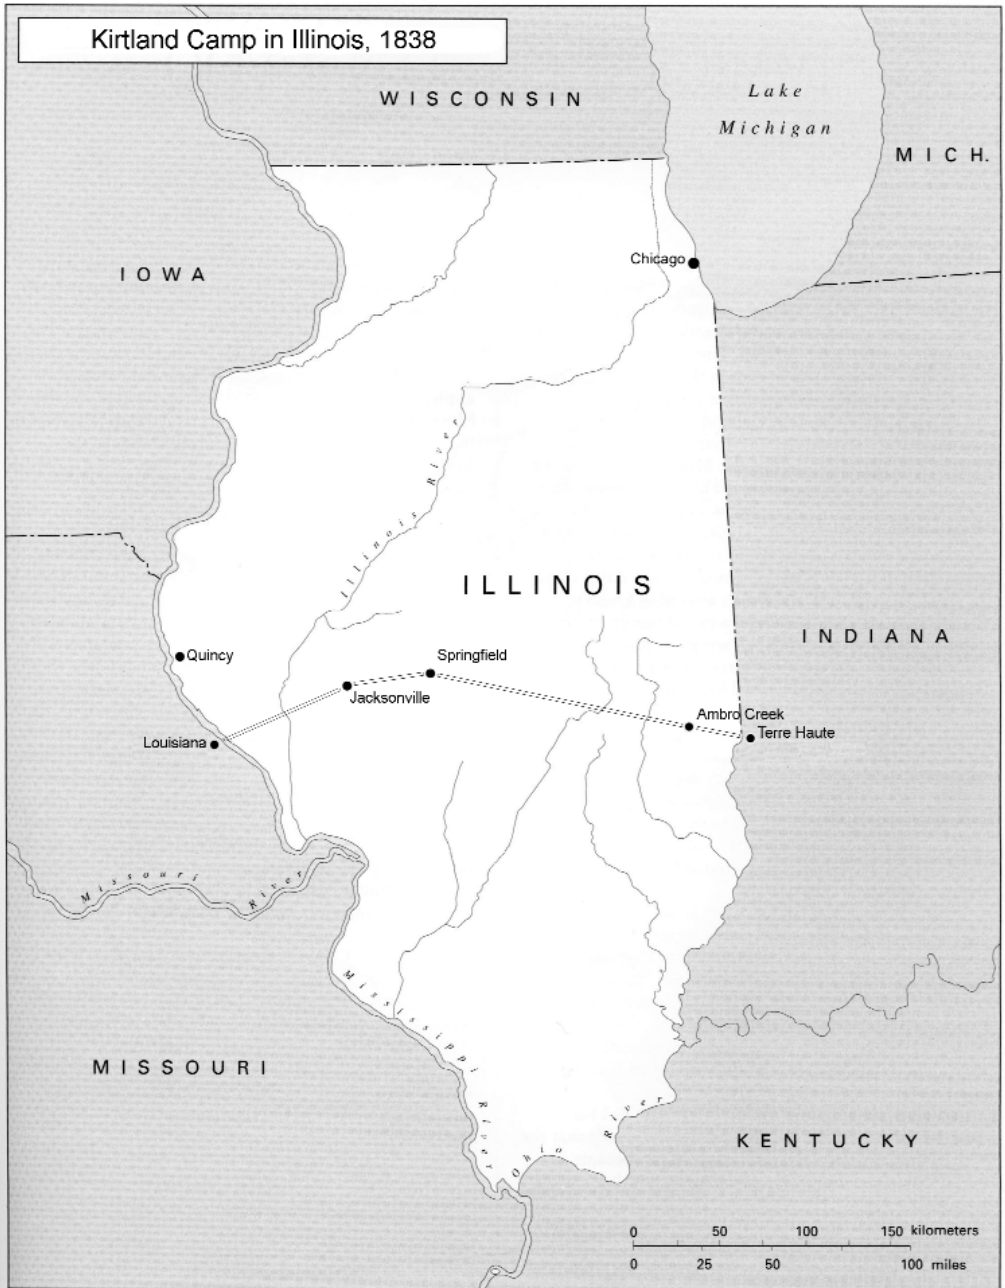 Kirtland Camp in Illinois, 1838
WISCONSIN
Lake
Michigan
MICH.
Chicago
IOWA
Illinois River
ILLINOIS
INDIANA
Quincy
Springfield
Jacksonville
Ambro Creek
Terre Haute
Louisiana
Missouri River
Mississippi River
MISSOURI
Ohio River
KENTUCKY
0 50 100 150 kilometers
0 25 50 100 miles